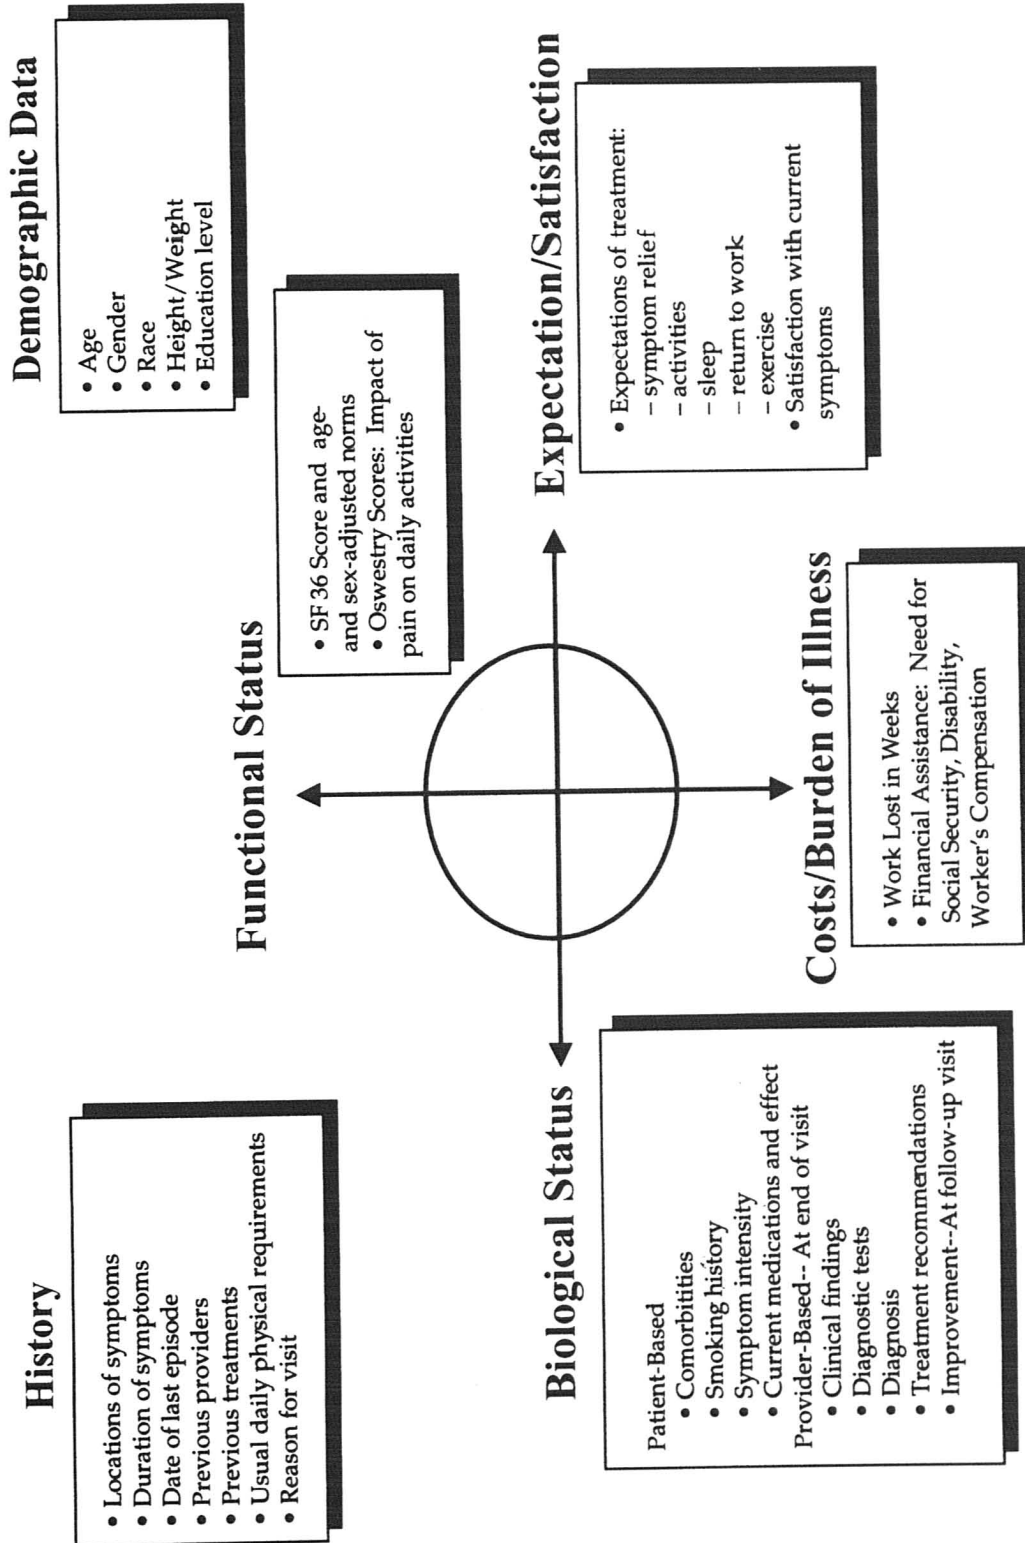 History
• Locations of symptoms
• Duration of symptoms
• Date of last episode
• Previous providers
• Previous treatments
• Usual daily physical requirements
• Reason for visit
Demographic Data
• Age
• Gender
• Race
• Height/Weight
• Education level
Functional Status
• SF 36 Score and age-
and sex-adjusted norms
• Oswestry Scores: Impact of
pain on daily activities
Biological Status
Patient-Based
• Comorbitities
• Smoking history
• Symptom intensity
• Current medications and effect
Provider-Based-- At end of visit
• Clinical findings
• Diagnostic tests
• Diagnosis
• Treatment recommendations
• Improvement--At follow-up visit
Expectation/Satisfaction
• Expectations of treatment:
– symptom relief
– activities
– sleep
– return to work
– exercise
• Satisfaction with current
symptoms
Costs/Burden of Illness
• Work Lost in Weeks
• Financial Assistance: Need for
Social Security, Disability,
Worker's Compensation